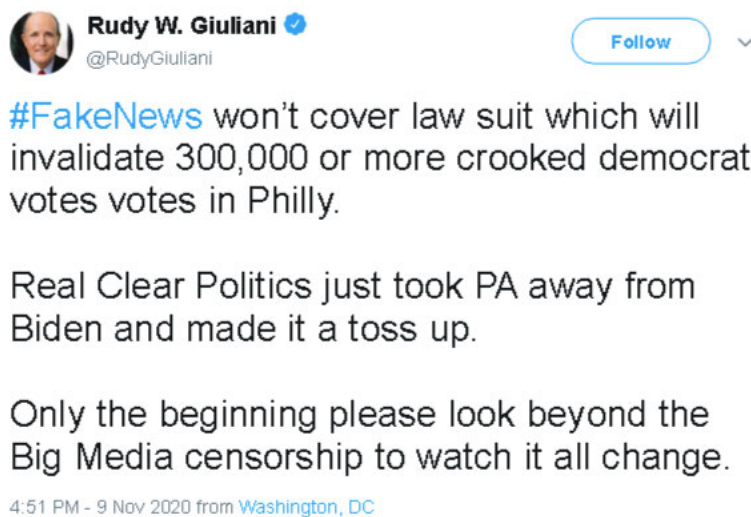 Rudy W. Giuliani
@RudyGiuliani
Follow
#FakeNews won’t cover law suit which will
invalidate 300,000 or more crooked democrat
votes votes in Philly.
Real Clear Politics just took PA away from
Biden and made it a toss up.
Only the beginning please look beyond the
Big Media censorship to watch it all change.
4:51 PM - 9 Nov 2020 from Washington, DC